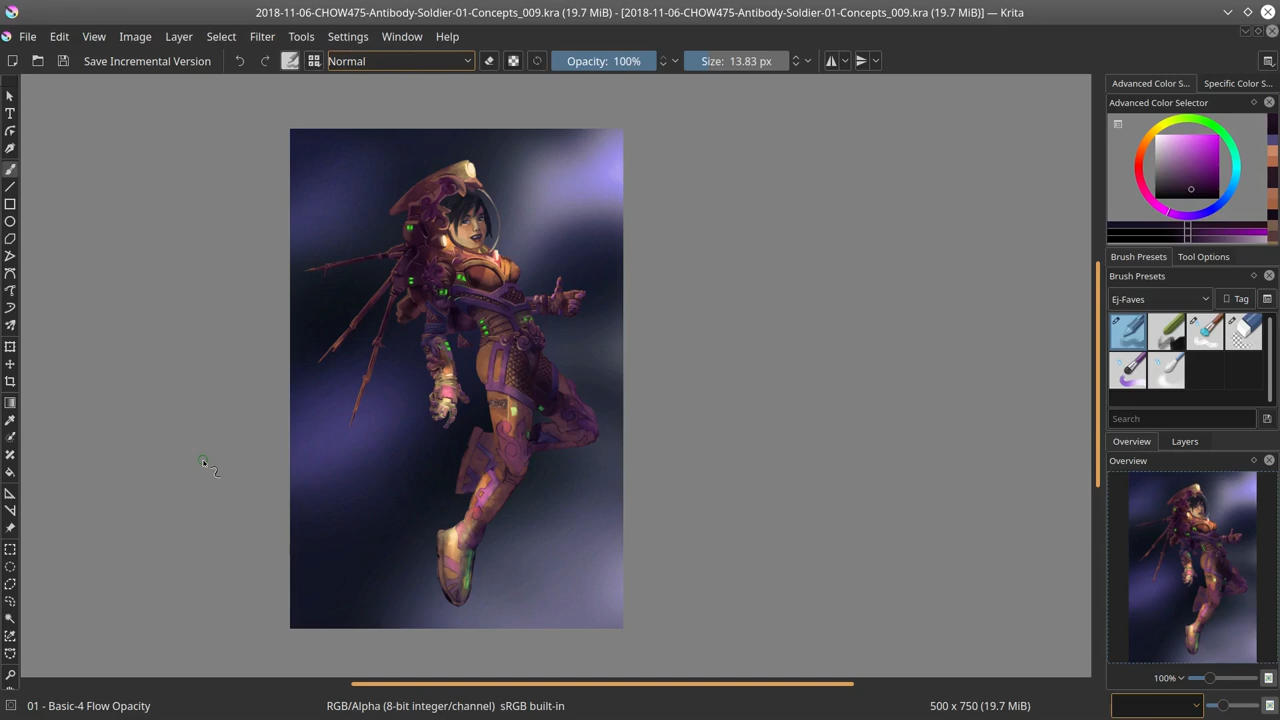 2018-11-06-CHOW475-Antibody-Soldier-01-Concepts_009.kra (19.7 MiB) - [2018-11-06-CHOW475-Antibody-Soldier-01-Concepts_009.kra (19.7 MiB)] — Krita
File Edit View Image Layer Select Filter Tools Settings Window Help
Save Incremental Version Normal Opacity: 100% Size: 13.83 px
Advanced Color S... Specific Color S...
Advanced Color Selector
Brush Presets Tool Options
Brush Presets
Ej-Faves Tag
Search
Overview Layers
Overview
100%
01 - Basic-4 Flow Opacity RGB/Alpha (8-bit integer/channel) sRGB built-in 500 x 750 (19.7 MiB)